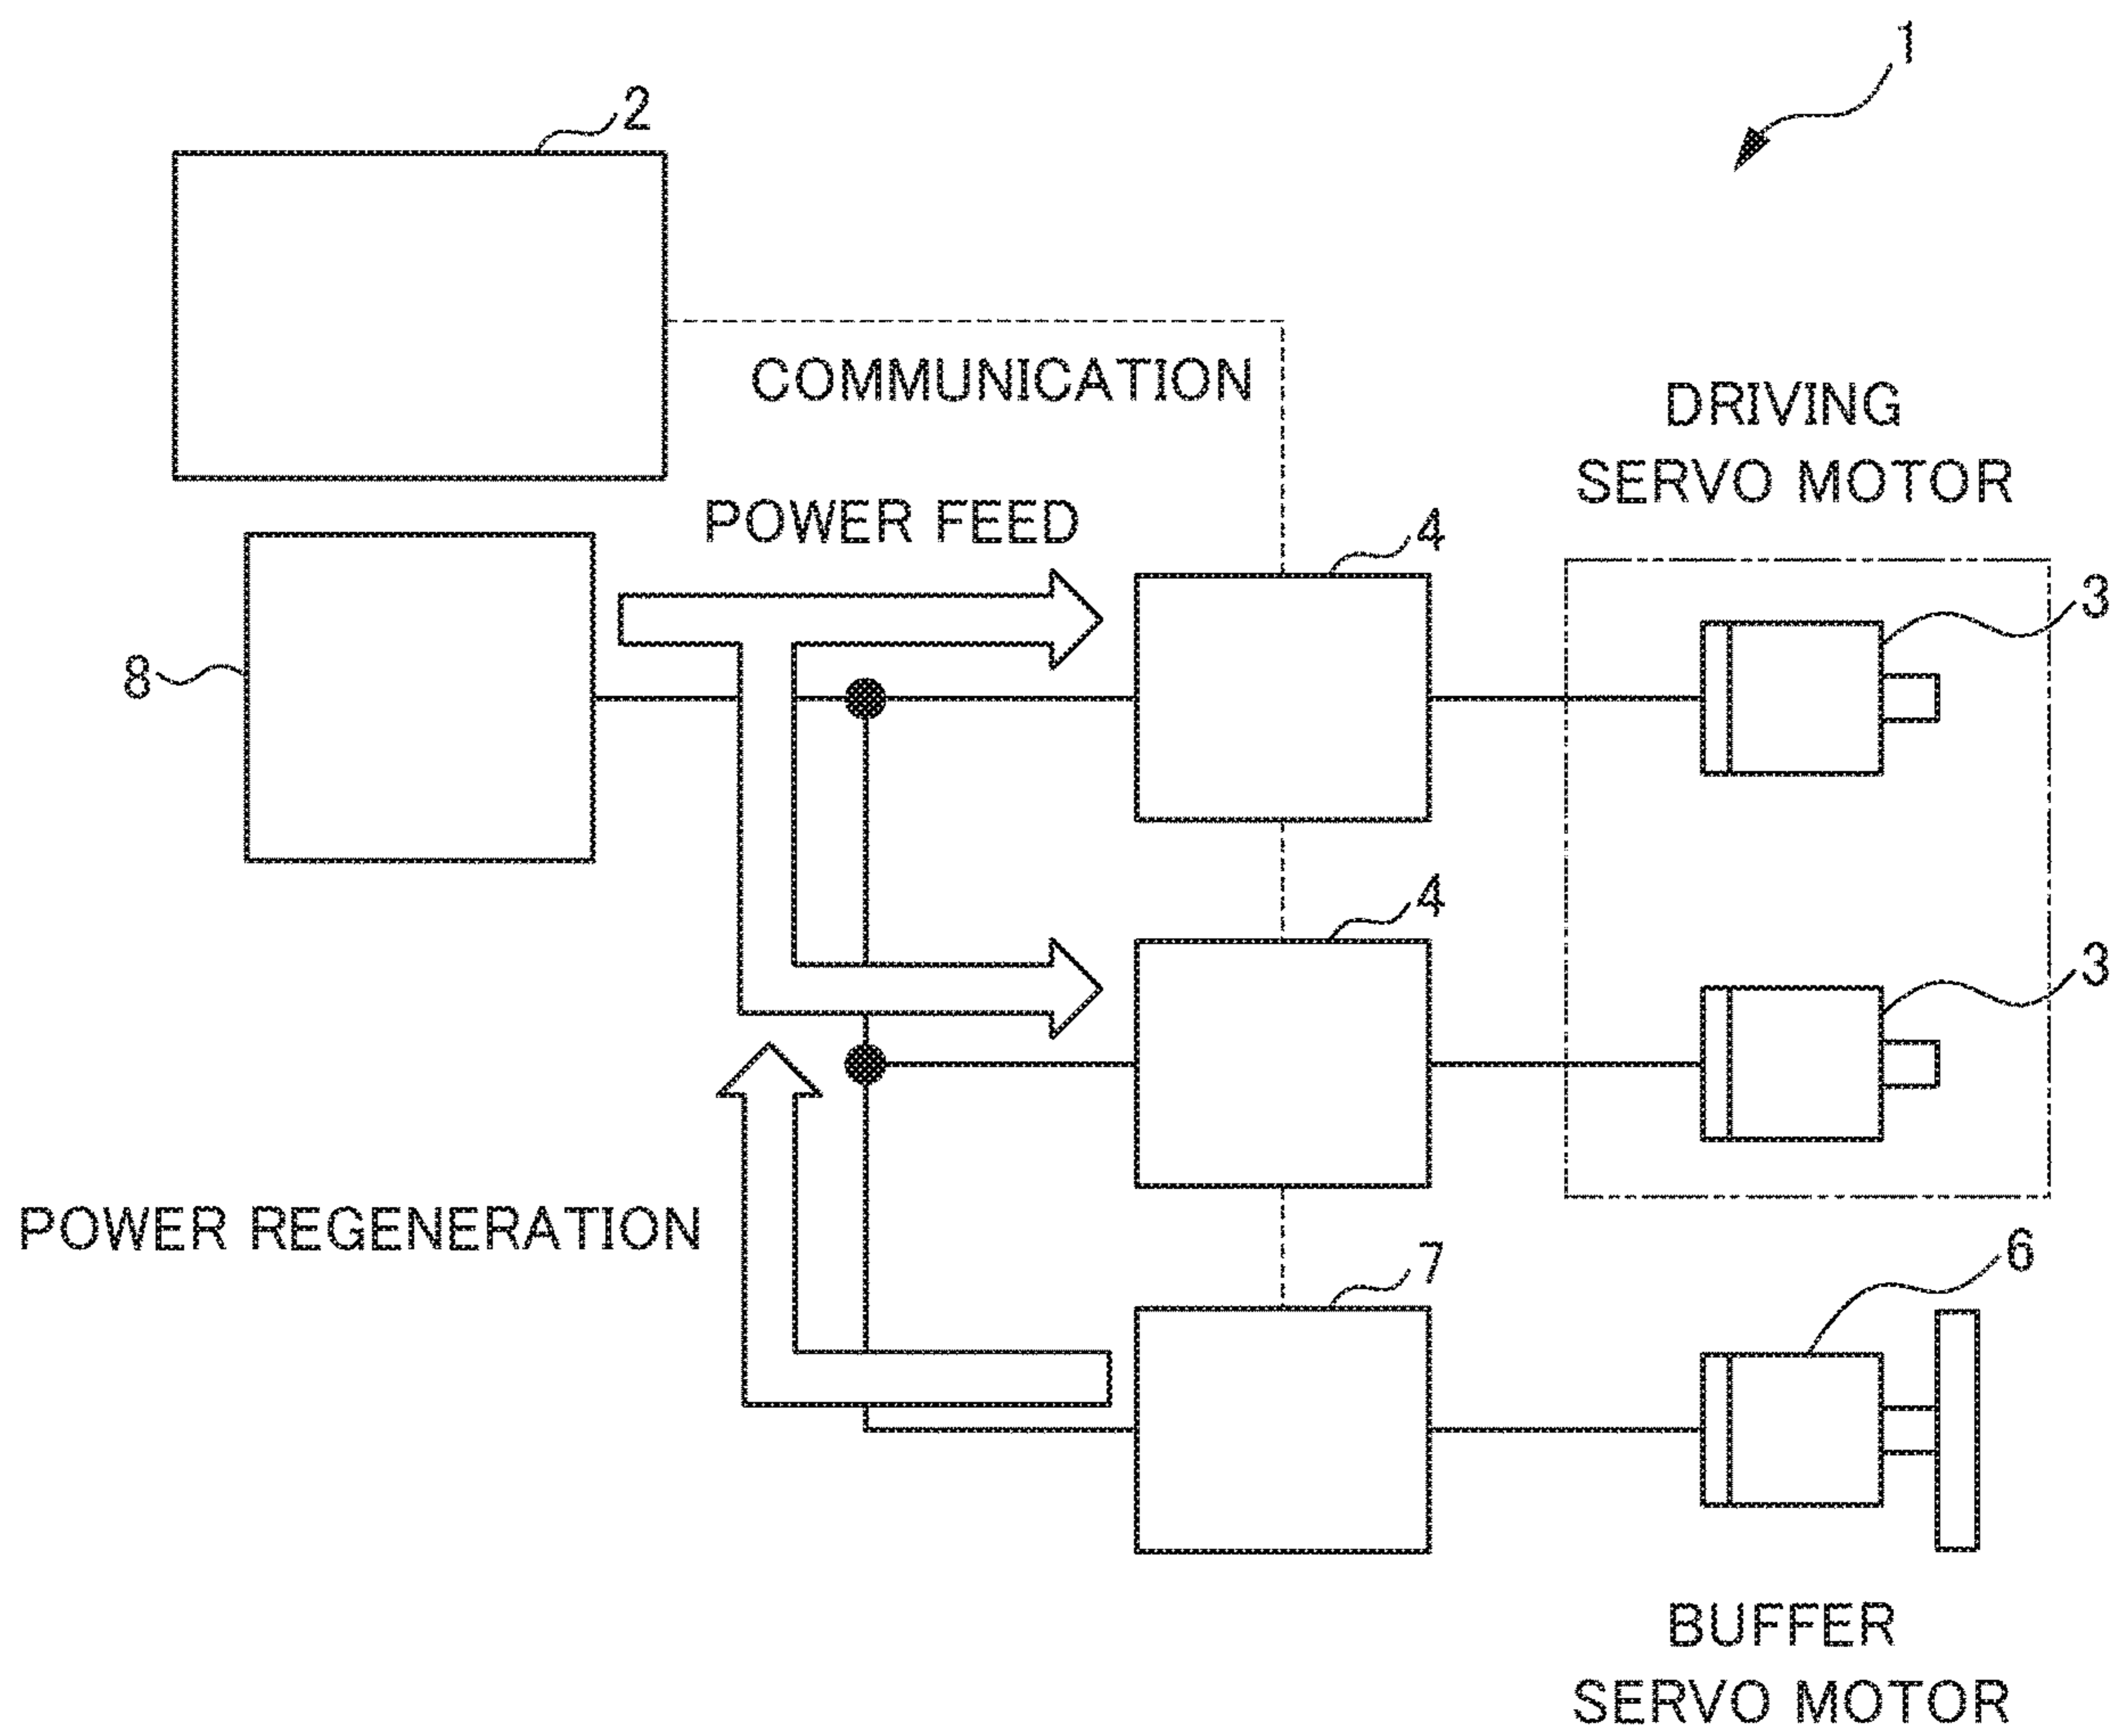 1
2
COMMUNICATION
DRIVING
SERVO MOTOR
POWER FEED
4
3
8
4
3
POWER REGENERATION
7
6
BUFFER
SERVO MOTOR